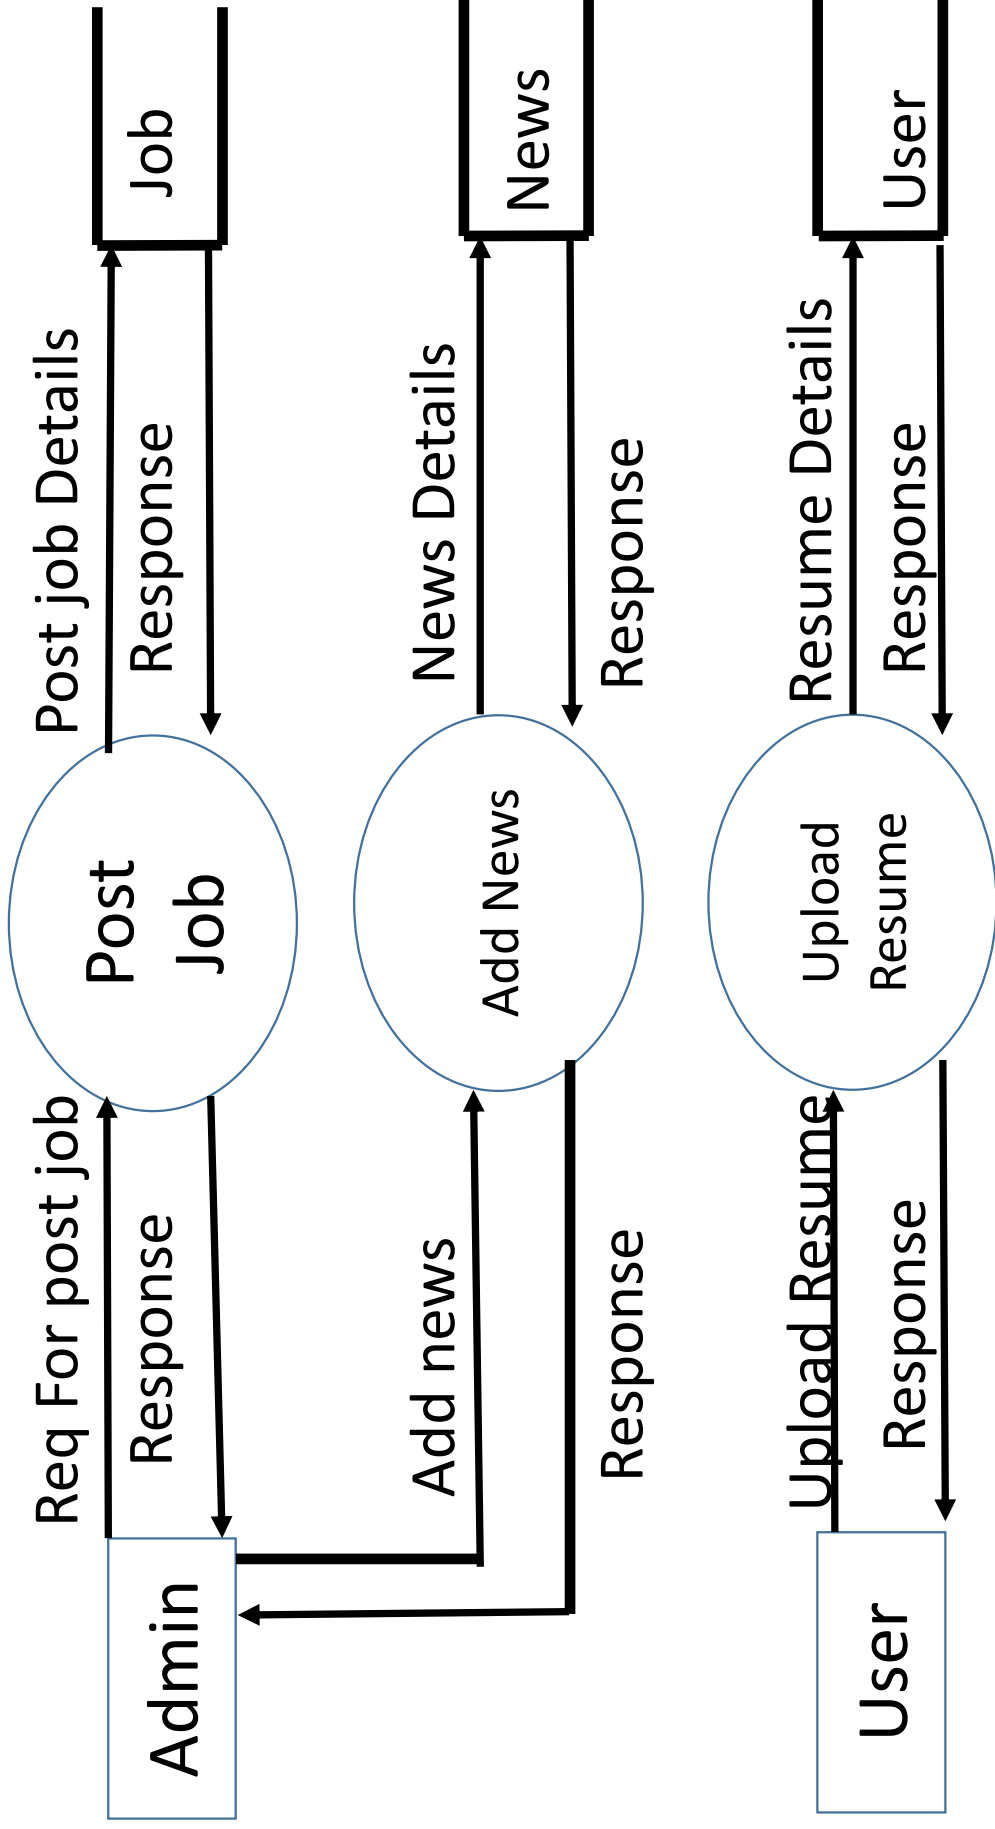 Req For post job
Post job Details
Admin
Response
Post
Job
Response
Job
Add news
News Details
Add News
News
Response
Response
Upload Resume
Resume Details
User
Upload
Resume
User
Response
Response